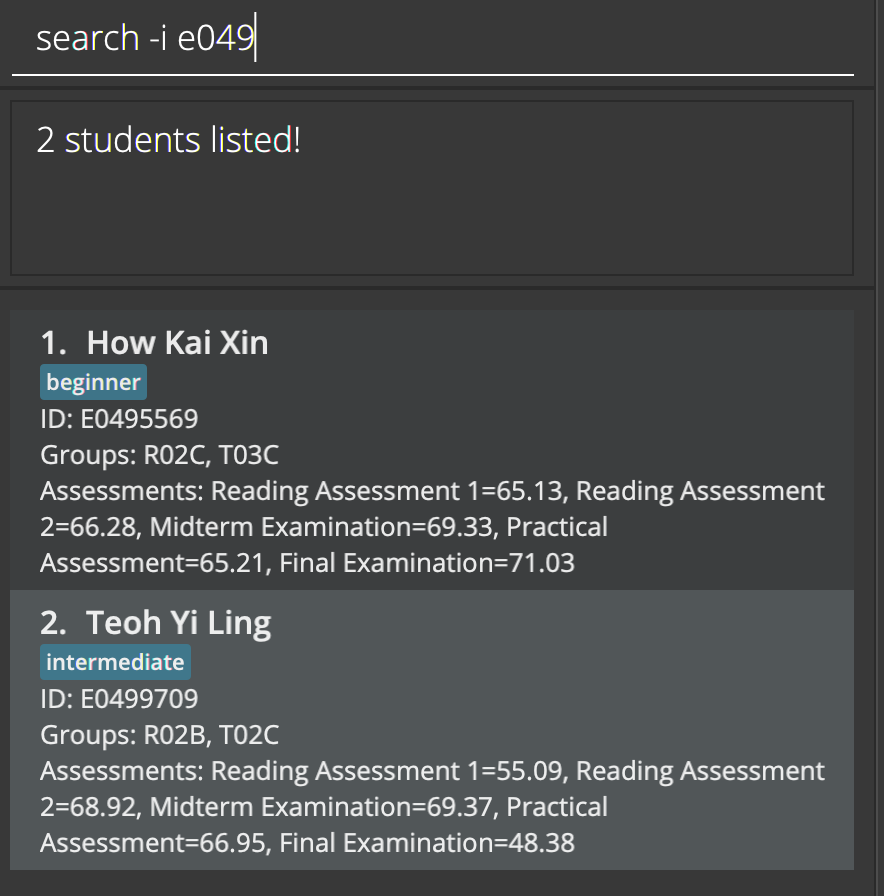 search -i e049
2 students listed!
1. How Kai Xin
beginner
ID: E0495569
Groups: R02C, T03C
Assessments: Reading Assessment 1=65.13, Reading Assessment
2=66.28, Midterm Examination=69.33, Practical
Assessment=65.21, Final Examination=71.03
2. Teoh Yi Ling
intermediate
ID: E0499709
Groups: R02B, T02C
Assessments: Reading Assessment 1=55.09, Reading Assessment
2=68.92, Midterm Examination=69.37, Practical
Assessment=66.95, Final Examination=48.38